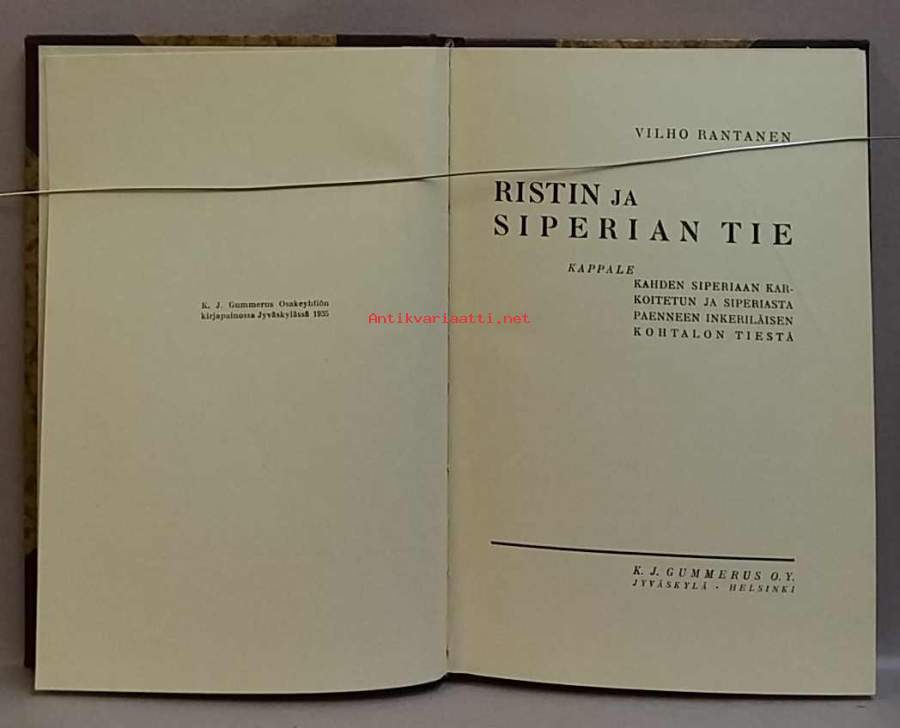 K. J. Gummerus Osakeyhtiön
kirjapainossa Jyväskylässä 1935
Antikvariaatti.net
VILHO RANTANEN
RISTIN JA
SIPERIAN TIE
KAPPALE
KAHDEN SIPERIAAN KAR-
KOITETUN JA SIPERIASTA
PAENNEEN INKERILÄISEN
KOHTALON TIESTÄ
K. J. GUMMERUS O.Y.
JYVÄSKYLÄ - HELSINKI